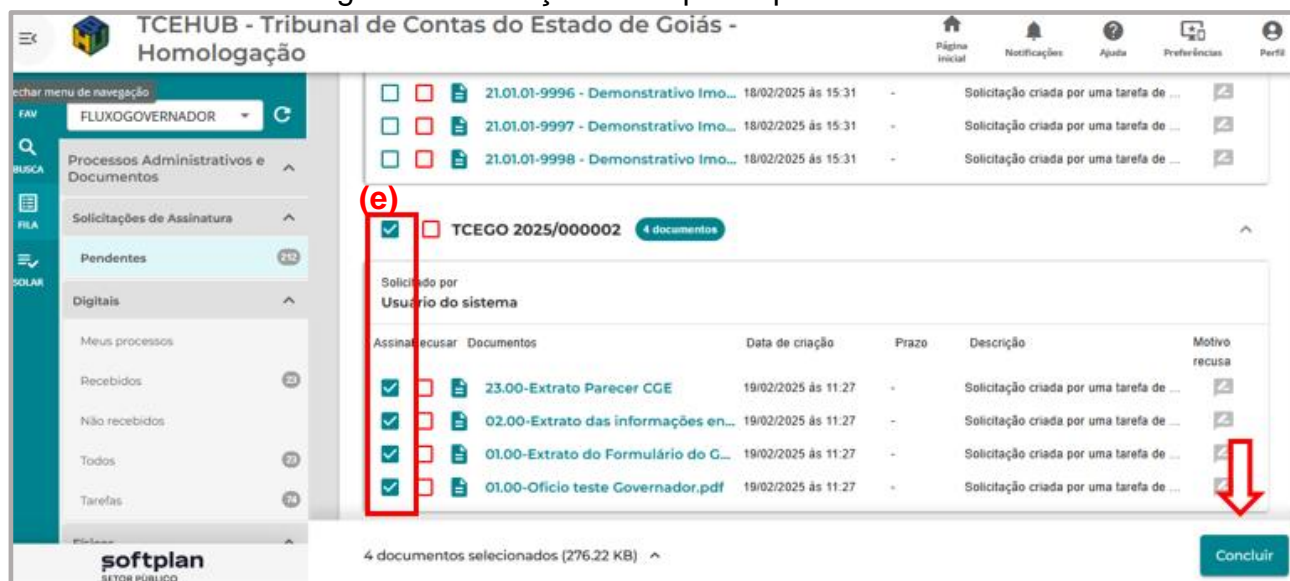 TCEHUB - Tribunal de Contas do Estado de Goiás -
Homologação
Página inicial
Notificações
Ajuda
Preferências
Perfil
echar menu de navegação
FAV
BUSCA
FILA
SOLAR
FLUXOGOVERNADOR
Processos Administrativos e
Documentos
Solicitações de Assinatura
Pendentes 212
Digitais
Meus processos
Recebidos 23
Não recebidos
Todos 23
Tarefas 74
softplan
SETOR PÚBLICO
21.01.01-9996 - Demonstrativo Imo... 18/02/2025 às 15:31 - Solicitação criada por uma tarefa de ...
21.01.01-9997 - Demonstrativo Imo... 18/02/2025 às 15:31 - Solicitação criada por uma tarefa de ...
21.01.01-9998 - Demonstrativo Imo... 18/02/2025 às 15:31 - Solicitação criada por uma tarefa de ...
(e)
TCEGO 2025/000002 4 documentos
Solicitado por
Usuário do sistema
Assinar Recusar Documentos Data de criação Prazo Descrição Motivo recusa
23.00-Extrato Parecer CGE 19/02/2025 às 11:27 - Solicitação criada por uma tarefa de ...
02.00-Extrato das informações en... 19/02/2025 às 11:27 - Solicitação criada por uma tarefa de ...
01.00-Extrato do Formulário do G... 19/02/2025 às 11:27 - Solicitação criada por uma tarefa de ...
01.00-Ofício teste Governador.pdf 19/02/2025 às 11:27 - Solicitação criada por uma tarefa de ...
4 documentos selecionados (276.22 KB)
Concluir